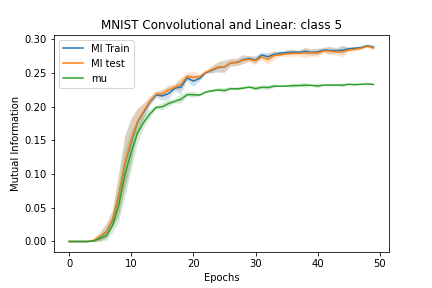 MNIST Convolutional and Linear: class 5
MI Train
MI test
mu
Mutual Information
0.30
0.25
0.20
0.15
0.10
0.05
0.00
0
10
20
30
40
50
Epochs